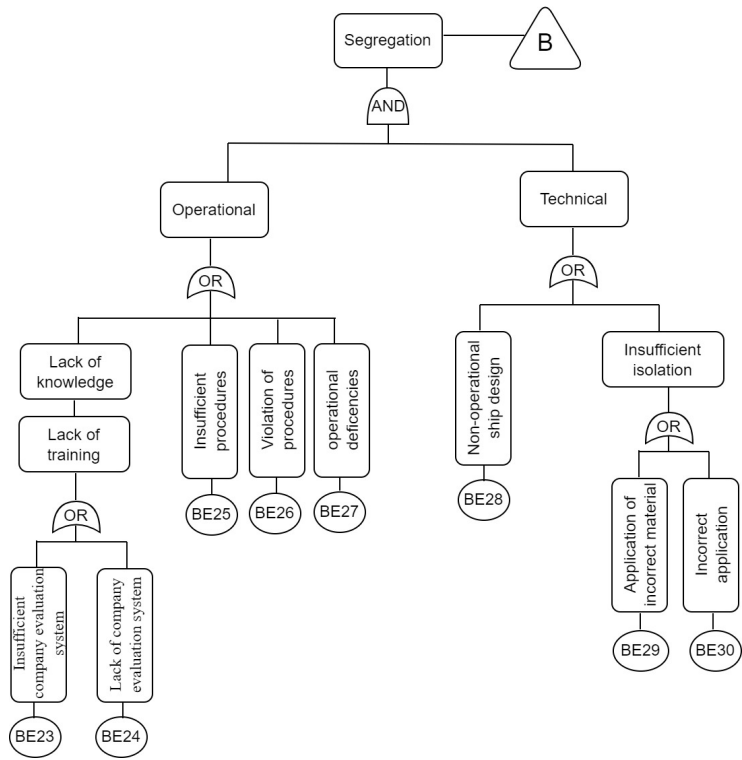 Segregation
B
AND
Operational
Technical
OR
OR
Lack of
knowledge
Insufficient
procedures
Violation of
procedures
operational
deficencies
Non-operational
ship design
Insufficient
isolation
Lack of
training
OR
OR
BE25
BE26
BE27
BE28
Application of
incorrect material
Incorrect
application
Insufficient
company evaluation
system
Lack of company
evaluation system
BE29
BE30
BE23
BE24